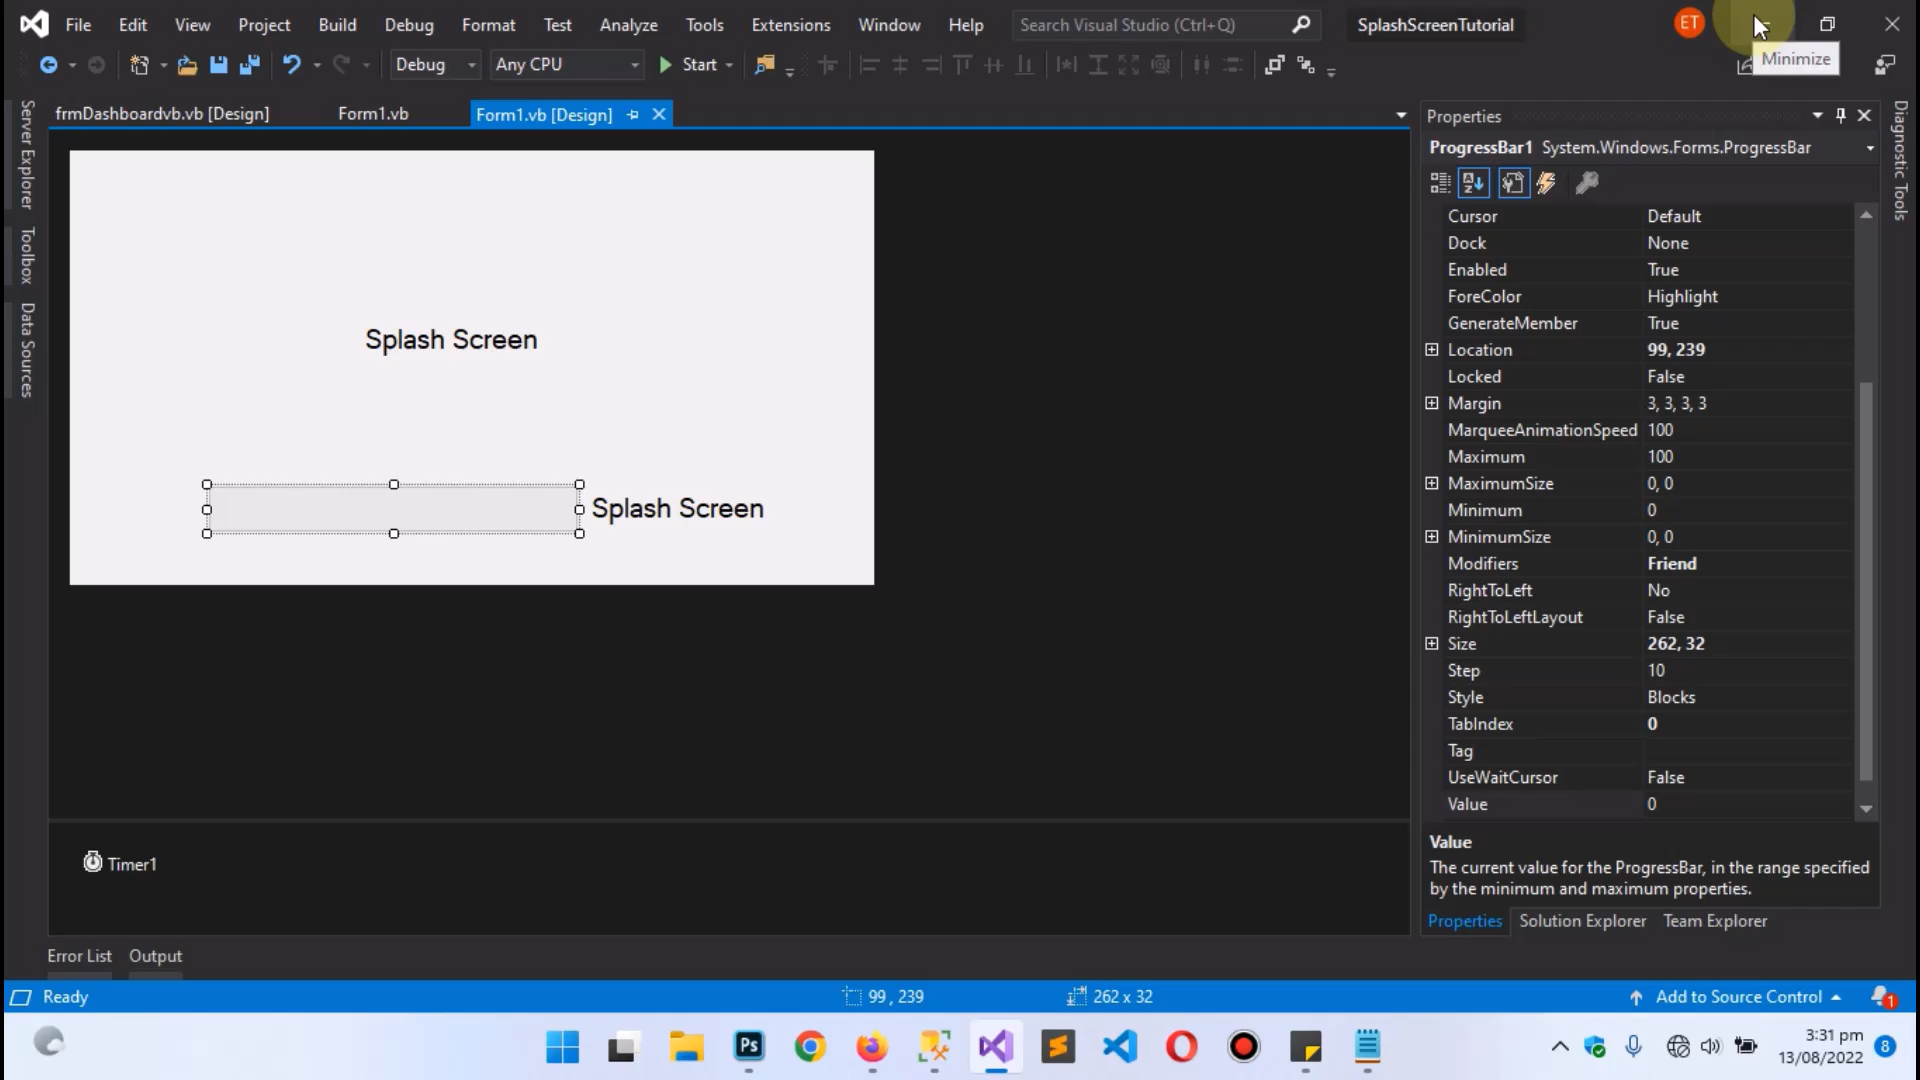 File Edit View Project Build Debug Format Test Analyze Tools Extensions Window Help Search Visual Studio (Ctrl+Q) SplashScreenTutorial ET
Minimize
Debug Any CPU Start
Server Explorer
Toolbox
Data Sources
frmDashboardvb.vb [Design] Form1.vb Form1.vb [Design]
Splash Screen
Splash Screen
Timer1
Properties
ProgressBar1 System.Windows.Forms.ProgressBar
Cursor Default
Dock None
Enabled True
ForeColor Highlight
GenerateMember True
Location 99, 239
Locked False
Margin 3, 3, 3, 3
MarqueeAnimationSpeed 100
Maximum 100
MaximumSize 0, 0
Minimum 0
MinimumSize 0, 0
Modifiers Friend
RightToLeft No
RightToLeftLayout False
Size 262, 32
Step 10
Style Blocks
TabIndex 0
Tag
UseWaitCursor False
Value 0
Value
The current value for the ProgressBar, in the range specified
by the minimum and maximum properties.
Properties Solution Explorer Team Explorer
Diagnostic Tools
Error List Output
Ready 99 , 239 262 x 32 Add to Source Control 1
Ps
3:31 pm
13/08/2022
8